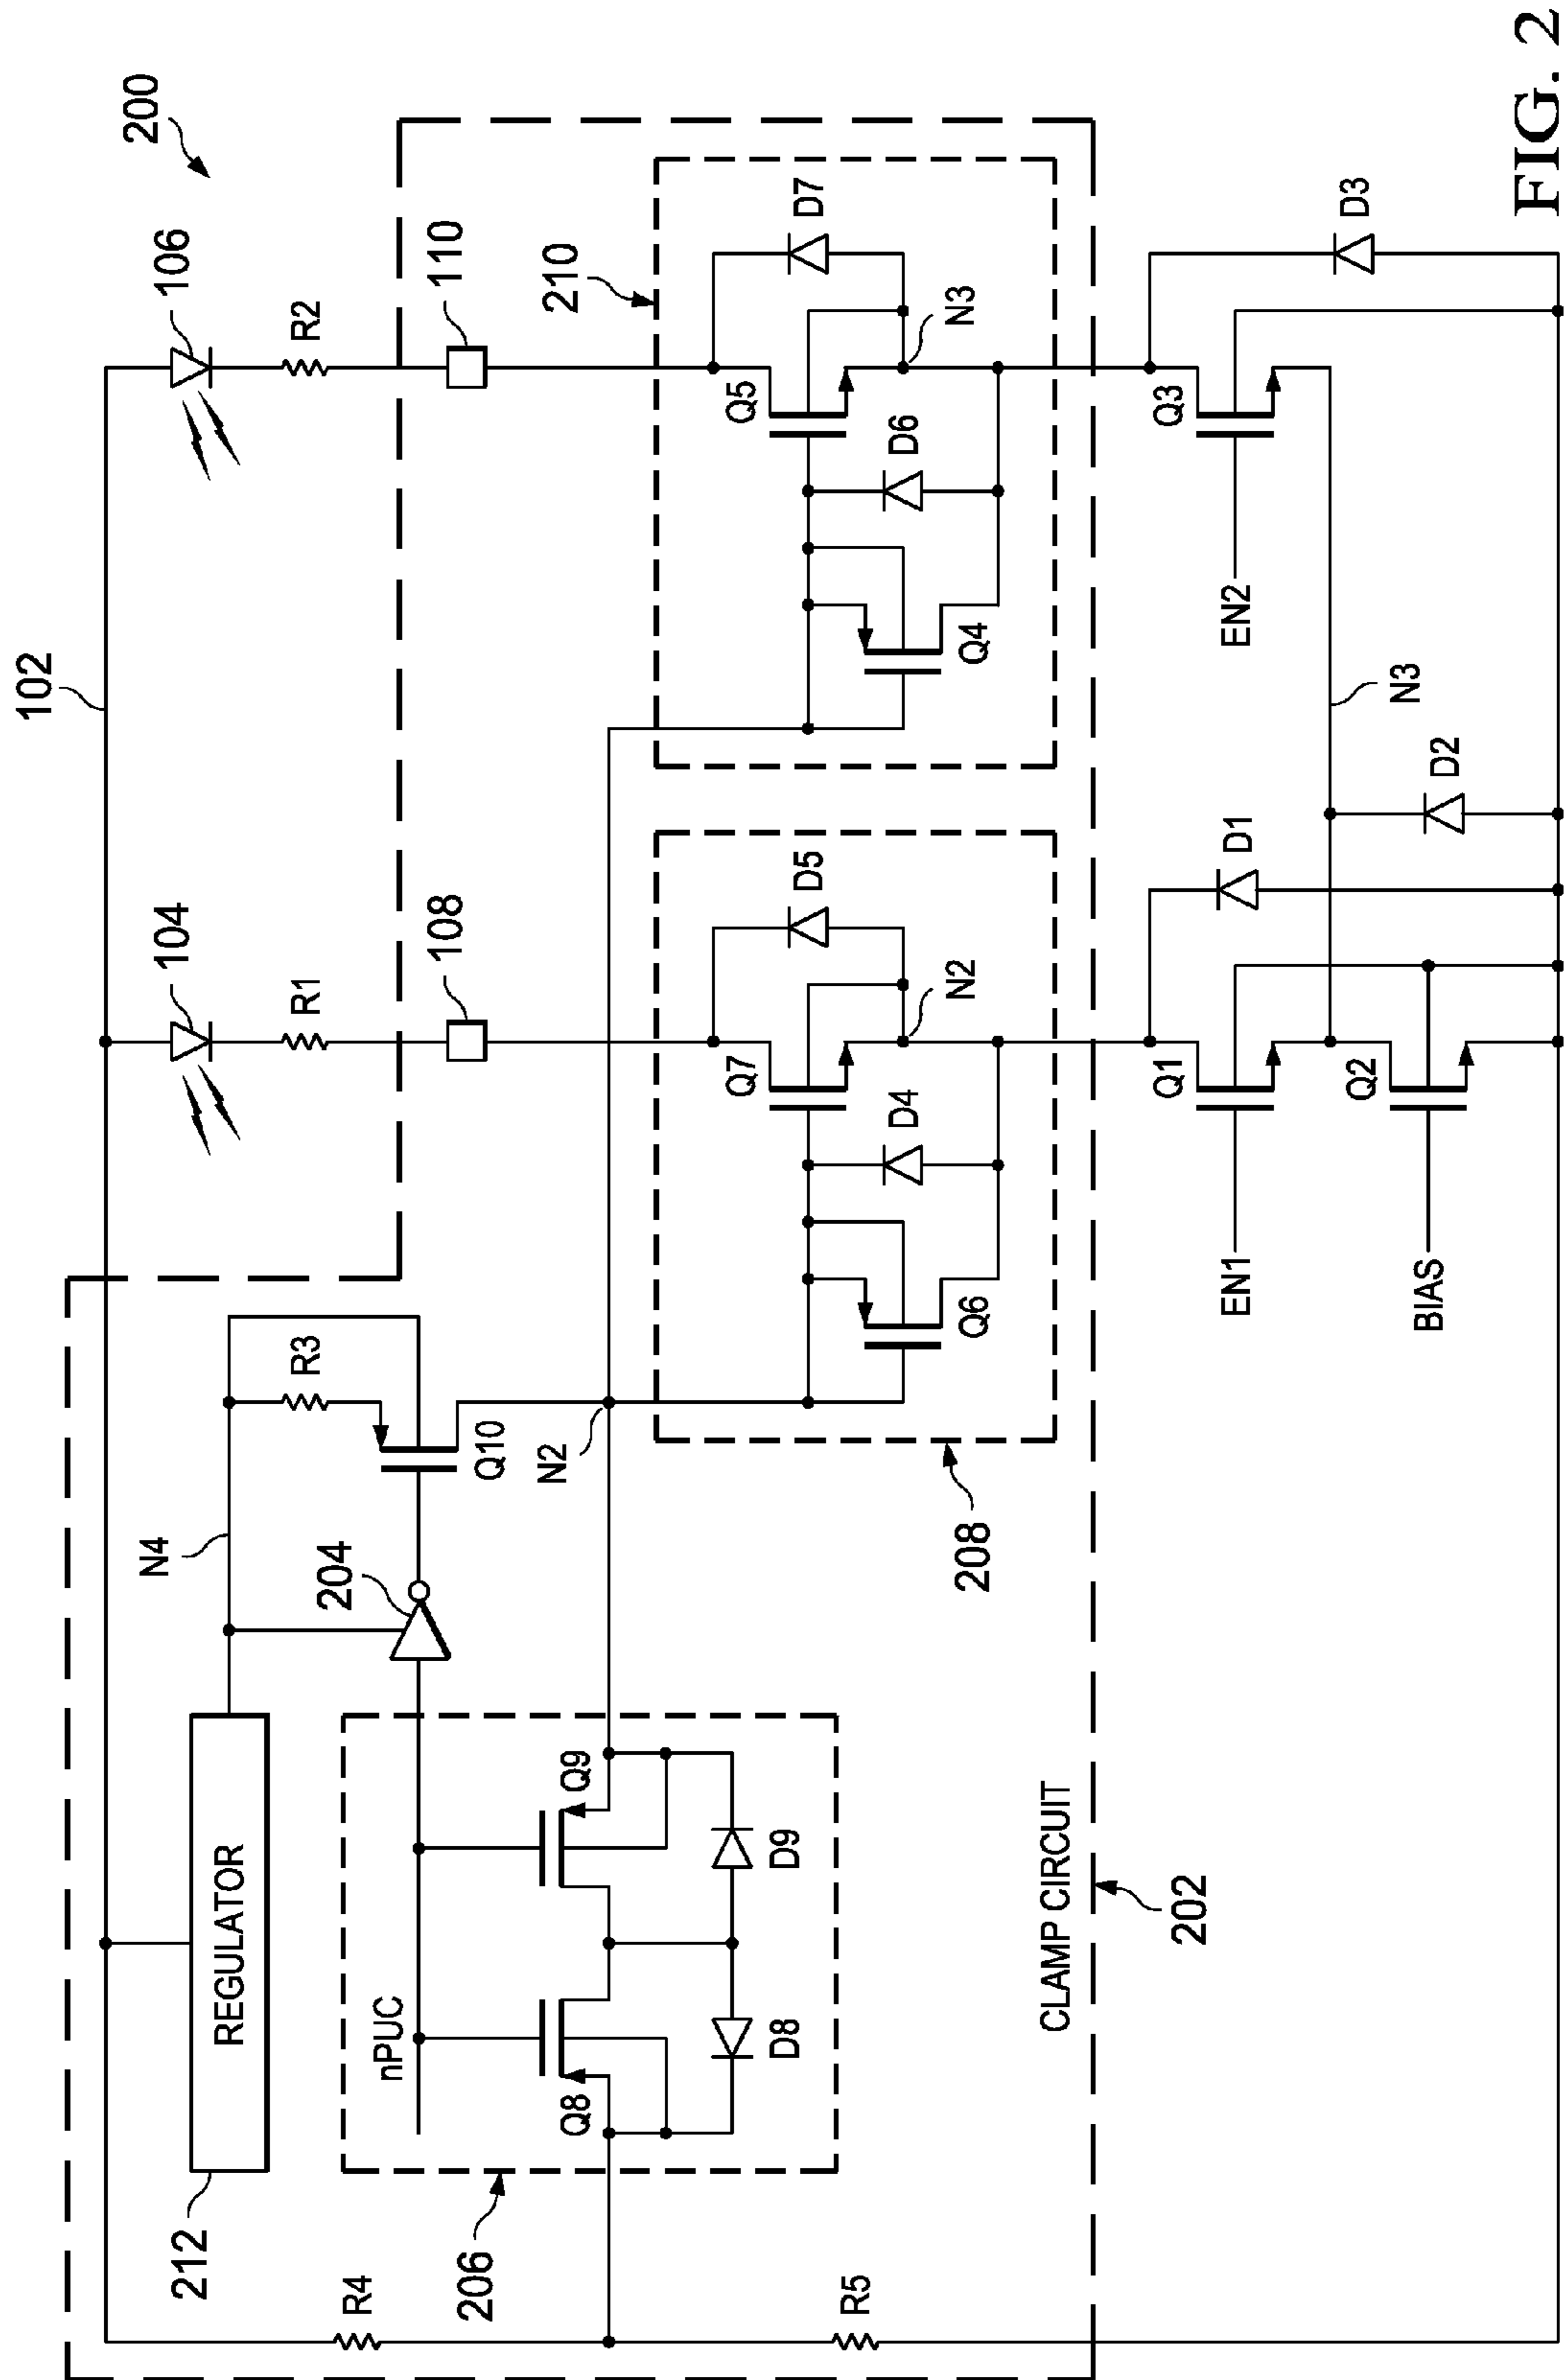 200
102
104
106
R1
R2
108
110
N4
R3
204
Q10
REGULATOR
212
nPUC
Q8
Q9
D8
D9
206
R4
R5
N2
210
Q7
D5
Q5
D7
D4
D6
Q6
Q4
N2
N3
208
CLAMP CIRCUIT
202
EN1
Q1
D1
EN2
Q3
D3
N3
BIAS
Q2
D2
FIG. 2